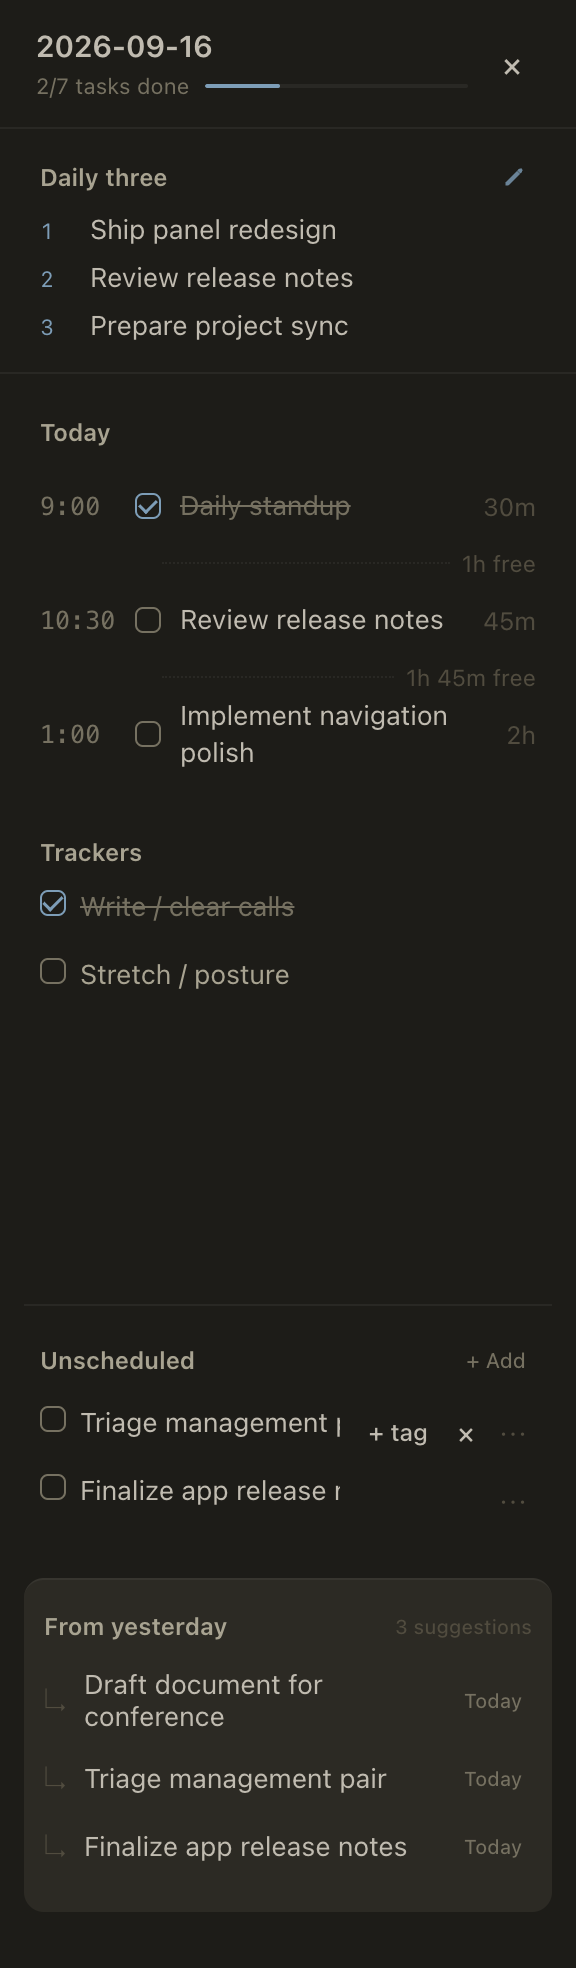 2026-09-16
×
2/7 tasks done
Daily three
1 Ship panel redesign
2 Review release notes
3 Prepare project sync
Today
9:00 Daily standup 30m
1h free
10:30 Review release notes 45m
1h 45m free
1:00 Implement navigation
polish 2h
Trackers
Write / clear calls
Stretch / posture
Unscheduled + Add
Triage management + tag × ...
Finalize app release ...
From yesterday 3 suggestions
Draft document for
conference Today
Triage management pair Today
Finalize app release notes Today